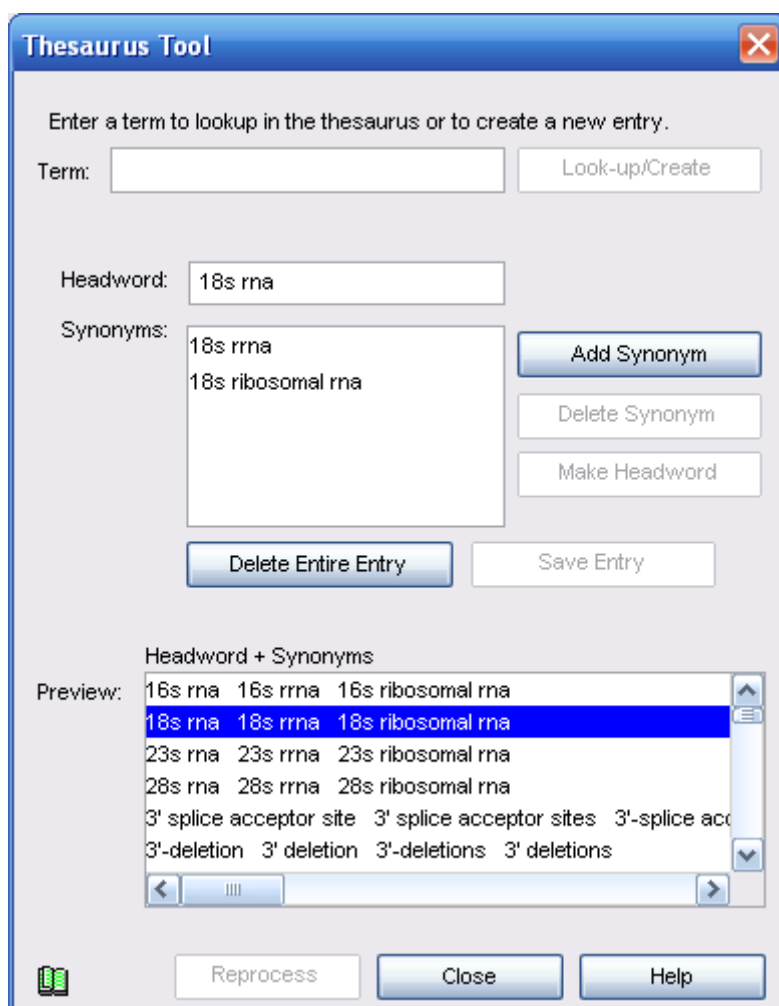 Thesaurus Tool
Enter a term to lookup in the thesaurus or to create a new entry.
Term: Look-up/Create
Headword: 18s rna
Synonyms:
18s rrna
18s ribosomal rna
Add Synonym
Delete Synonym
Make Headword
Delete Entire Entry Save Entry
Headword + Synonyms
Preview:
16s rna 16s rrna 16s ribosomal rna
18s rna 18s rrna 18s ribosomal rna
23s rna 23s rrna 23s ribosomal rna
28s rna 28s rrna 28s ribosomal rna
3' splice acceptor site 3' splice acceptor sites 3'-splice acc
3'-deletion 3' deletion 3'-deletions 3' deletions
Reprocess Close Help